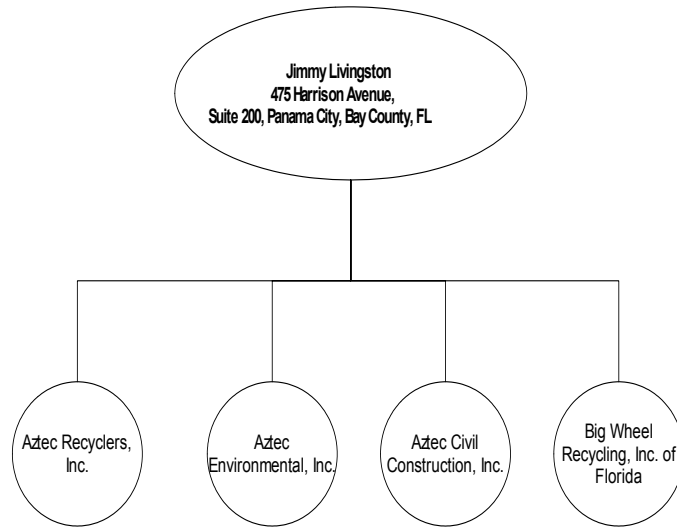 Jimmy Livingston
475 Harrison Avenue,
Suite 200, Panama City, Bay County, FL
Aztec Recyclers,
Inc.
Aztec
Environmental, Inc.
Aztec Civil
Construction, Inc.
Big Wheel
Recycling, Inc. of
Florida